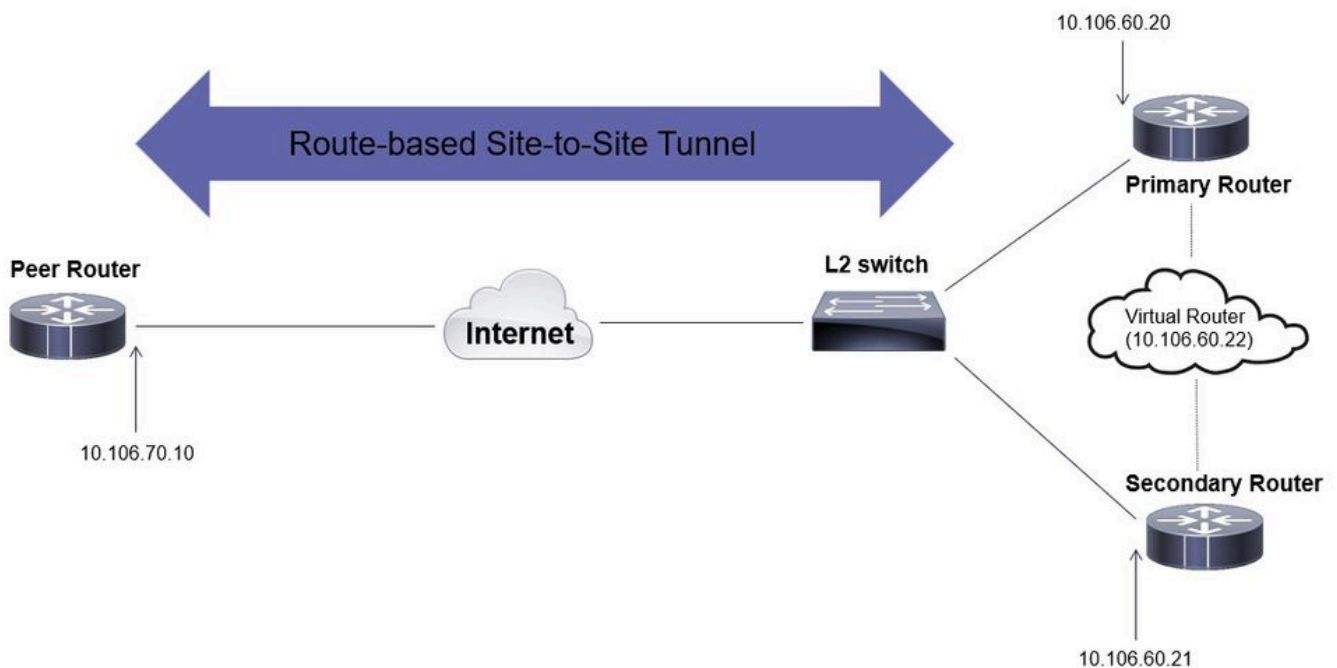 10.106.60.20
Route-based Site-to-Site Tunnel
Primary Router
Peer Router
L2 switch
Internet
Virtual Router
(10.106.60.22)
10.106.70.10
Secondary Router
10.106.60.21